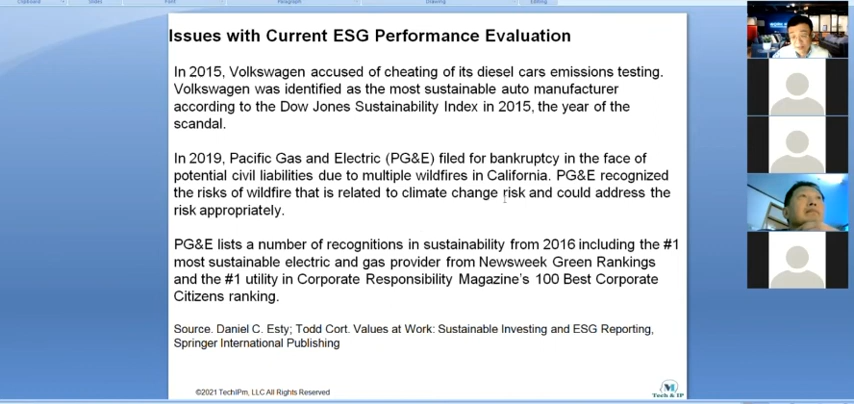 Clipboard
Slides
Font
Paragraph
Drawing
Editing
Issues with Current ESG Performance Evaluation
In 2015, Volkswagen accused of cheating of its diesel cars emissions testing.
Volkswagen was identified as the most sustainable auto manufacturer
according to the Dow Jones Sustainability Index in 2015, the year of the
scandal.
In 2019, Pacific Gas and Electric (PG&E) filed for bankruptcy in the face of
potential civil liabilities due to multiple wildfires in California. PG&E recognized
the risks of wildfire that is related to climate change risk and could address the
risk appropriately.
PG&E lists a number of recognitions in sustainability from 2016 including the #1
most sustainable electric and gas provider from Newsweek Green Rankings
and the #1 utility in Corporate Responsibility Magazine's 100 Best Corporate
Citizens ranking.
Source. Daniel C. Esty; Todd Cort. Values at Work: Sustainable Investing and ESG Reporting,
Springer International Publishing
©2021 TechIPm, LLC All Rights Reserved
Tech & IP